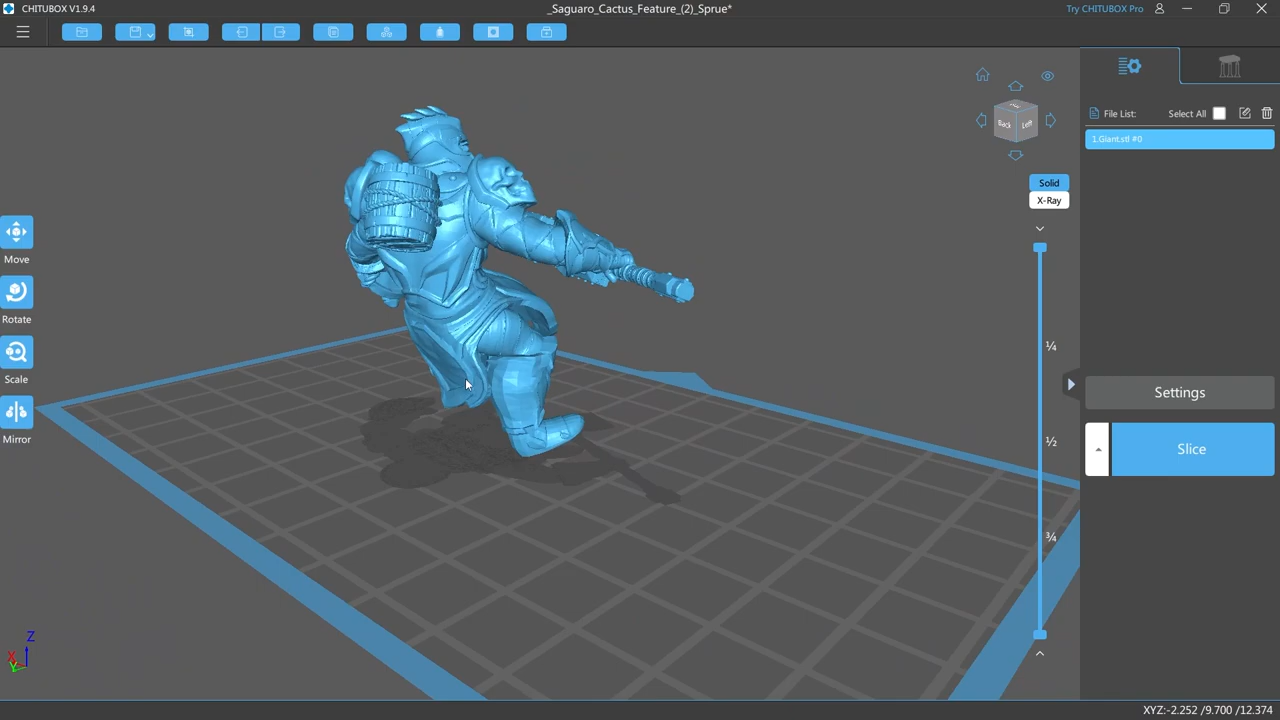 CHITUBOX V1.9.4
_Saguaro_Cactus_Feature_(2)_Sprue*
Try CHITUBOX Pro
File List:
Select All
1.Giant.stl #0
Back
Left
Solid
X-Ray
Move
Rotate
Scale
Mirror
¼
½
¾
Settings
Slice
Z
X
Y
XYZ:-2.252 /9.700 /12.374